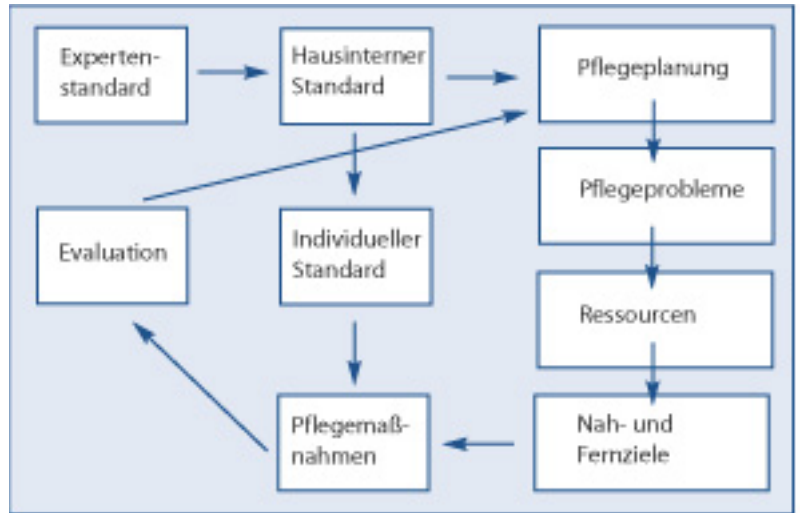 Experten-
standard
Hausinterner
Standard
Pflegeplanung
Pflegeprobleme
Evaluation
Individueller
Standard
Ressourcen
Pflegemaß-
nahmen
Nah- und
Fernziele